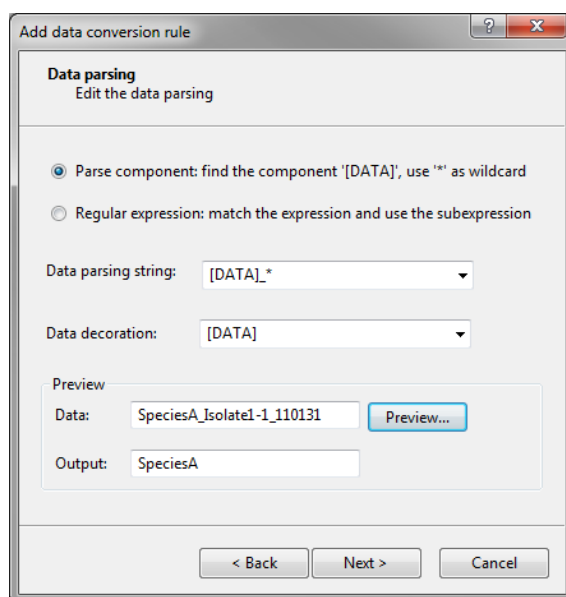 Add data conversion rule
?
X
Data parsing
Edit the data parsing
Parse component: find the component '[DATA]', use '*' as wildcard
Regular expression: match the expression and use the subexpression
Data parsing string: [DATA]_*
Data decoration: [DATA]
Preview
Data: SpeciesA_Isolate1-1_110131 Preview...
Output: SpeciesA
< Back Next > Cancel